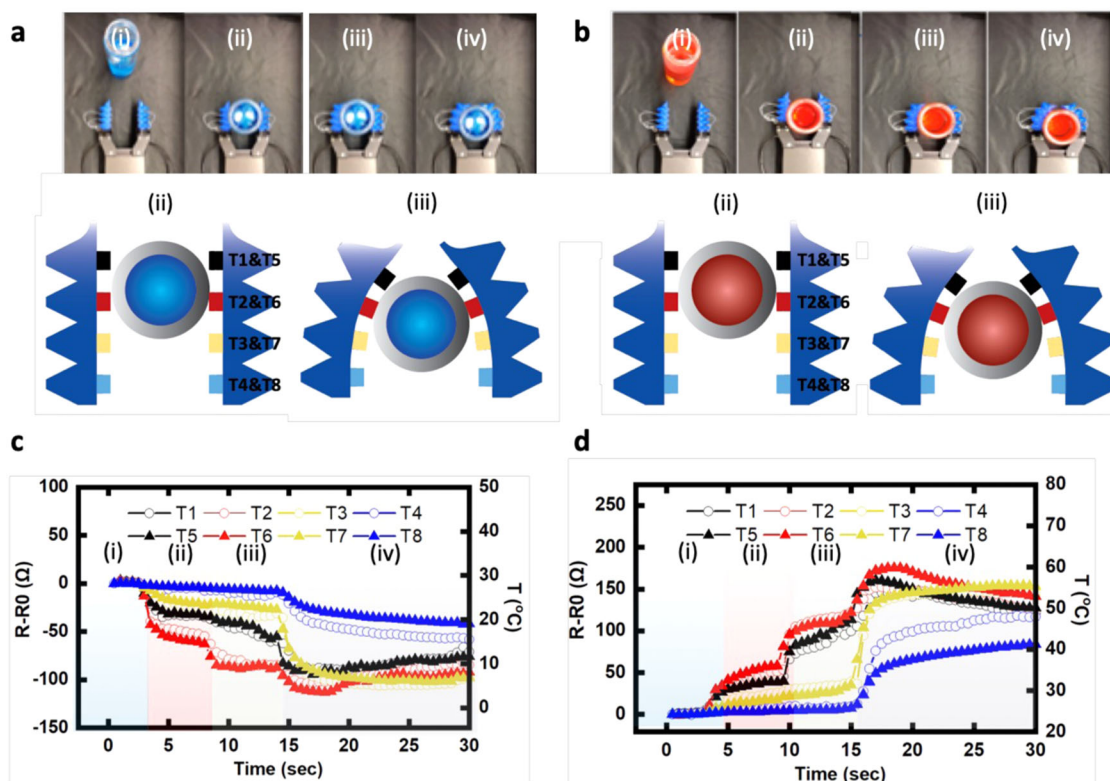 a
(i)
(ii)
(iii)
(iv)
b
(i)
(ii)
(iii)
(iv)
(ii)
(iii)
T1&T5
T2&T6
T3&T7
T4&T8
(ii)
(iii)
T1&T5
T2&T6
T3&T7
T4&T8
c
100
50
0
-50
-100
-150
R-R0 (Ω)
T1 T2 T3 T4
T5 T6 T7 T8
(i) (ii) (iii) (iv)
50
40
30
20
10
0
T (°C)
0 5 10 15 20 25 30
Time (sec)
d
250
200
150
100
50
0
R-R0 (Ω)
T1 T2 T3 T4
T5 T6 T7 T8
(i) (ii) (iii) (iv)
80
70
60
50
40
30
20
T (°C)
0 5 10 15 20 25 30
Time (sec)